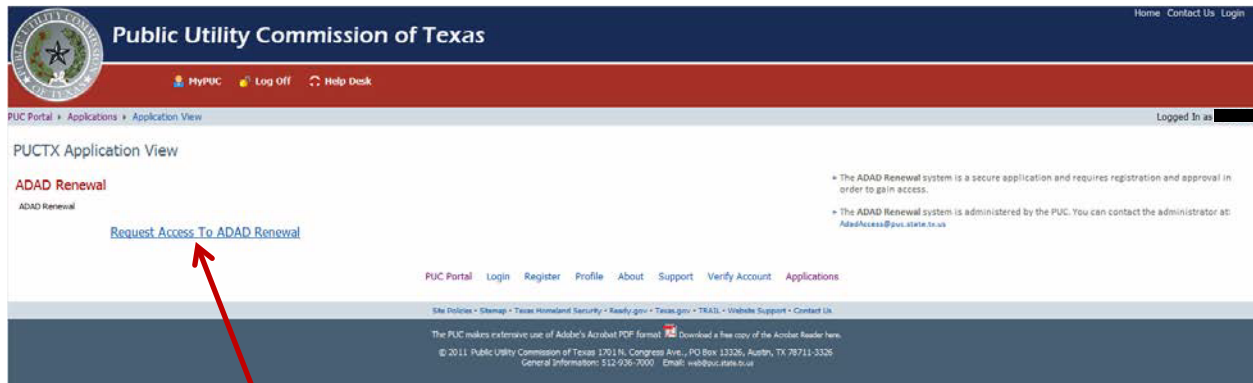 Home Contact Us Login
PUBLIC UTILITY COMMISSION OF TEXAS
Public Utility Commission of Texas
MyPUC Log Off Help Desk
PUC Portal Applications Application View
Logged In as
PUCTX Application View
ADAD Renewal
ADAD Renewal
Request Access To ADAD Renewal
The ADAD Renewal system is a secure application and requires registration and approval in
order to gain access.
The ADAD Renewal system is administered by the PUC. You can contact the administrator at:
AdadAccess@puc.state.tx.us
PUC Portal Login Register Profile About Support Verify Account Applications
Site Policies • Sitemap • Texas Homeland Security • Ready.gov • Texas.gov • TRAIL • Website Support • Contact Us
The PUC makes extensive use of Adobe's Acrobat PDF format Download a free copy of the Acrobat Reader here.
© 2011 Public Utility Commission of Texas 1701 N. Congress Ave., PO Box 13326, Austin, TX 78711-3326
General Information: 512-936-7000 Email: web@puc.state.tx.us